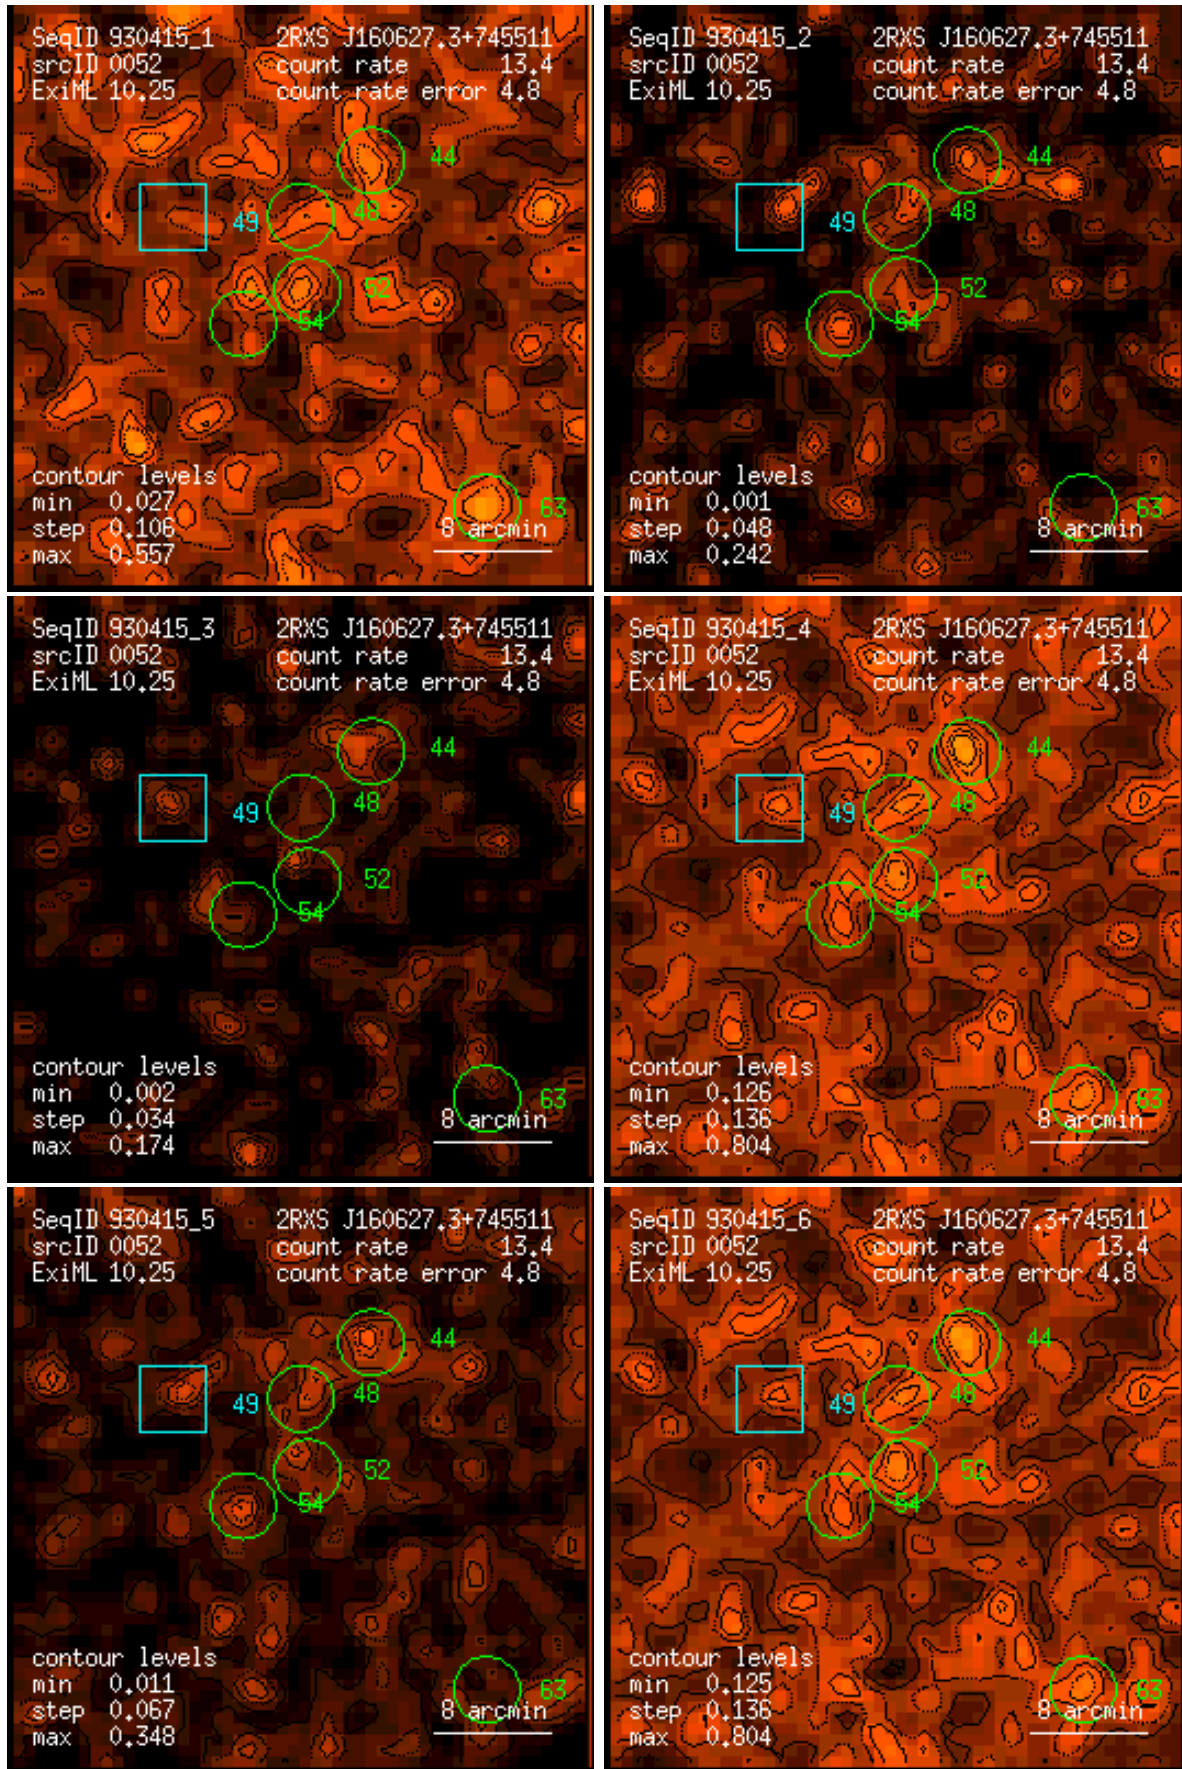 SeqID 930415_1 2RXS J160627.3+745511
srcID 0052 count rate 13.4
ExiML 10.25 count rate error 4.8
44
49 48
52
54
contour levels
min 0.027
step 0.106
max 0.557
63
8 arcmin
SeqID 930415_2 2RXS J160627.3+745511
srcID 0052 count rate 13.4
ExiML 10.25 count rate error 4.8
44
49 48
52
54
contour levels
min 0.001
step 0.048
max 0.242
63
8 arcmin
SeqID 930415_3 2RXS J160627.3+745511
srcID 0052 count rate 13.4
ExiML 10.25 count rate error 4.8
44
49 48
52
54
contour levels
min 0.002
step 0.034
max 0.174
63
8 arcmin
SeqID 930415_4 2RXS J160627.3+745511
srcID 0052 count rate 13.4
ExiML 10.25 count rate error 4.8
44
49 48
52
54
contour levels
min 0.126
step 0.136
max 0.804
63
8 arcmin
SeqID 930415_5 2RXS J160627.3+745511
srcID 0052 count rate 13.4
ExiML 10.25 count rate error 4.8
44
49 48
52
54
contour levels
min 0.011
step 0.067
max 0.348
63
8 arcmin
SeqID 930415_6 2RXS J160627.3+745511
srcID 0052 count rate 13.4
ExiML 10.25 count rate error 4.8
44
49 48
52
54
contour levels
min 0.125
step 0.136
max 0.804
63
8 arcmin